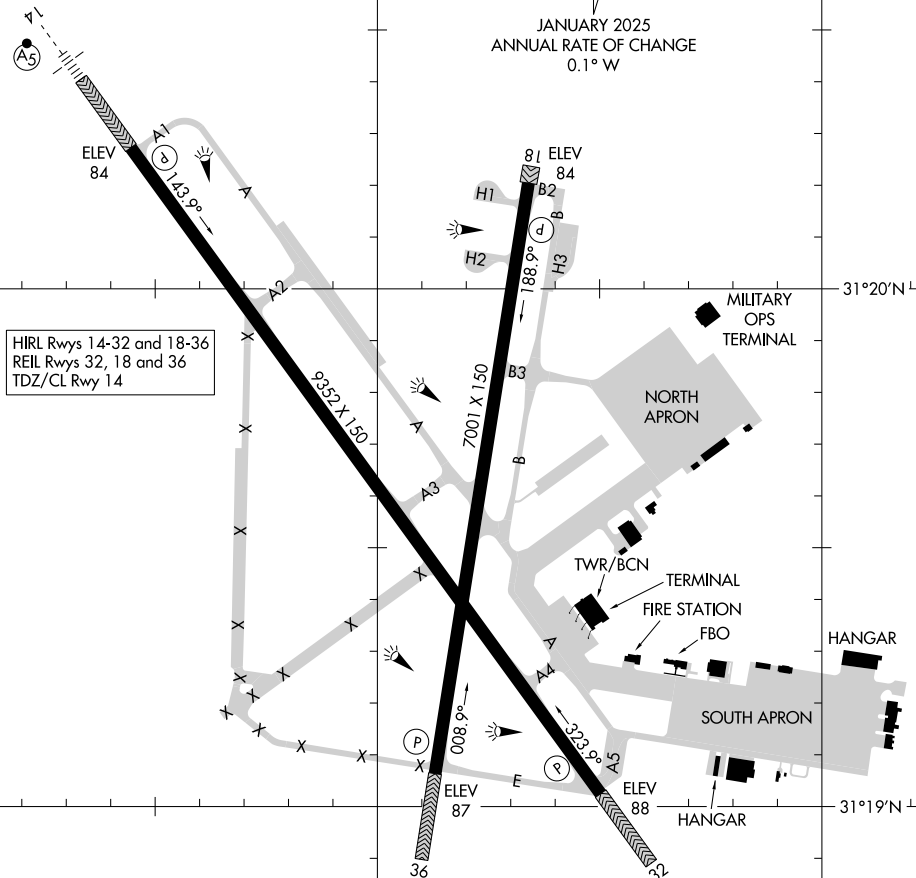 JANUARY 2025
ANNUAL RATE OF CHANGE
0.1° W
14
A5
ELEV
84
A1
P
143.9°
A
18
ELEV
84
H1
B2
B
P
H2
H3
188.9°
A2
31°20'N
MILITARY
OPS
TERMINAL
HIRL Rwys 14-32 and 18-36
REIL Rwys 32, 18 and 36
TDZ/CL Rwy 14
X
9352 X 150
7001 X 150
B3
NORTH
APRON
X
A
B
A3
X
X
TWR/BCN
TERMINAL
FIRE STATION
FBO
HANGAR
X
X
A
X
X
X
A4
X
X
X
X
X
SOUTH APRON
008.9°
323.9°
P
P
A5
E
ELEV
87
ELEV
88
HANGAR
31°19'N
36
32